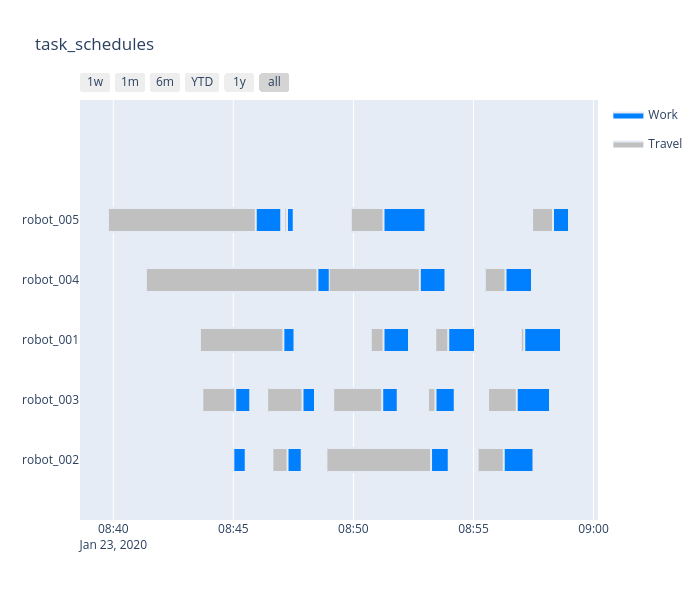 task_schedules
1w 1m 6m YTD 1y all
Work
Travel
robot_005
robot_004
robot_001
robot_003
robot_002
08:40 08:45 08:50 08:55 09:00
Jan 23, 2020